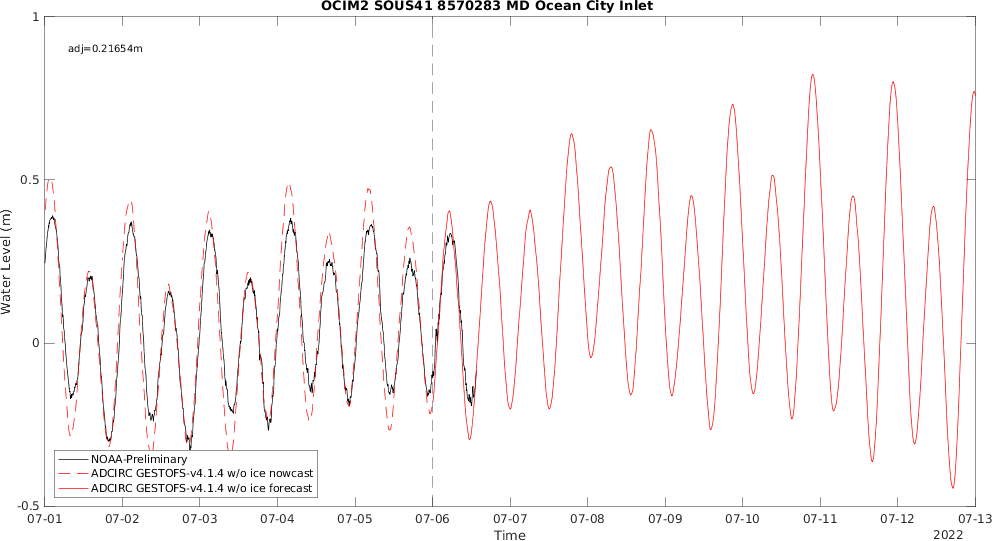 OCIM2 SOUS41 8570283 MD Ocean City Inlet
adj=0.21654m
1
0.5
0
-0.5
Water Level (m)
NOAA-Preliminary
ADCIRC GESTOFS-v4.1.4 w/o ice nowcast
ADCIRC GESTOFS-v4.1.4 w/o ice forecast
07-01 07-02 07-03 07-04 07-05 07-06 07-07 07-08 07-09 07-10 07-11 07-12 07-13
Time
2022